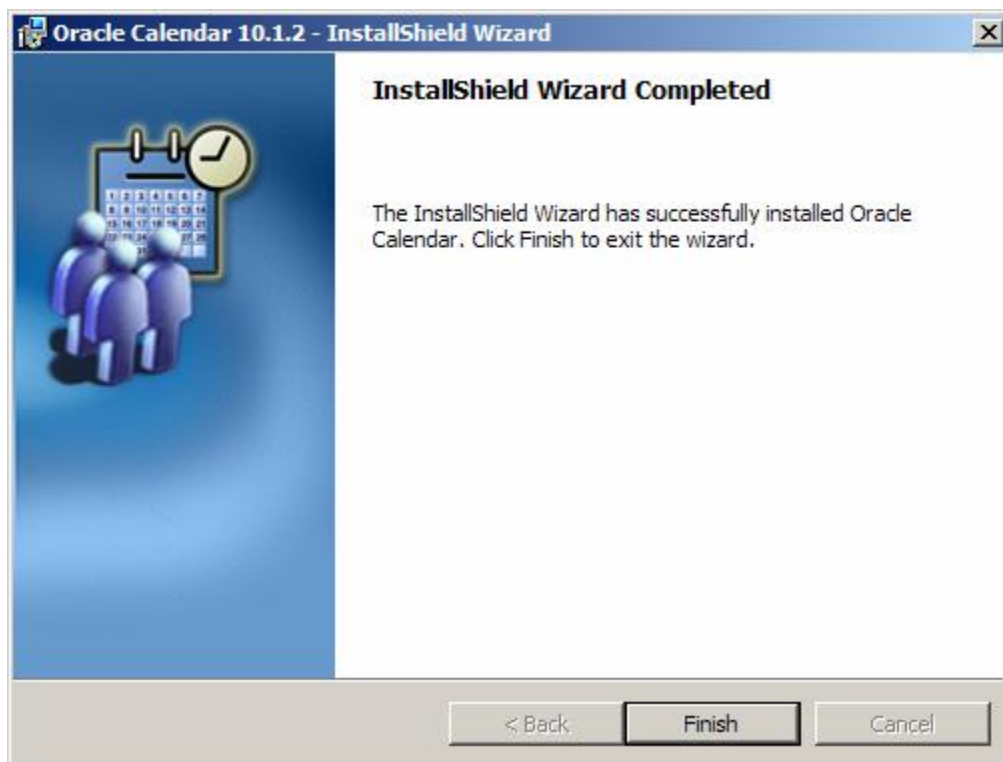 Oracle Calendar 10.1.2 - InstallShield Wizard
InstallShield Wizard Completed
The InstallShield Wizard has successfully installed Oracle
Calendar. Click Finish to exit the wizard.
< Back
Finish
Cancel